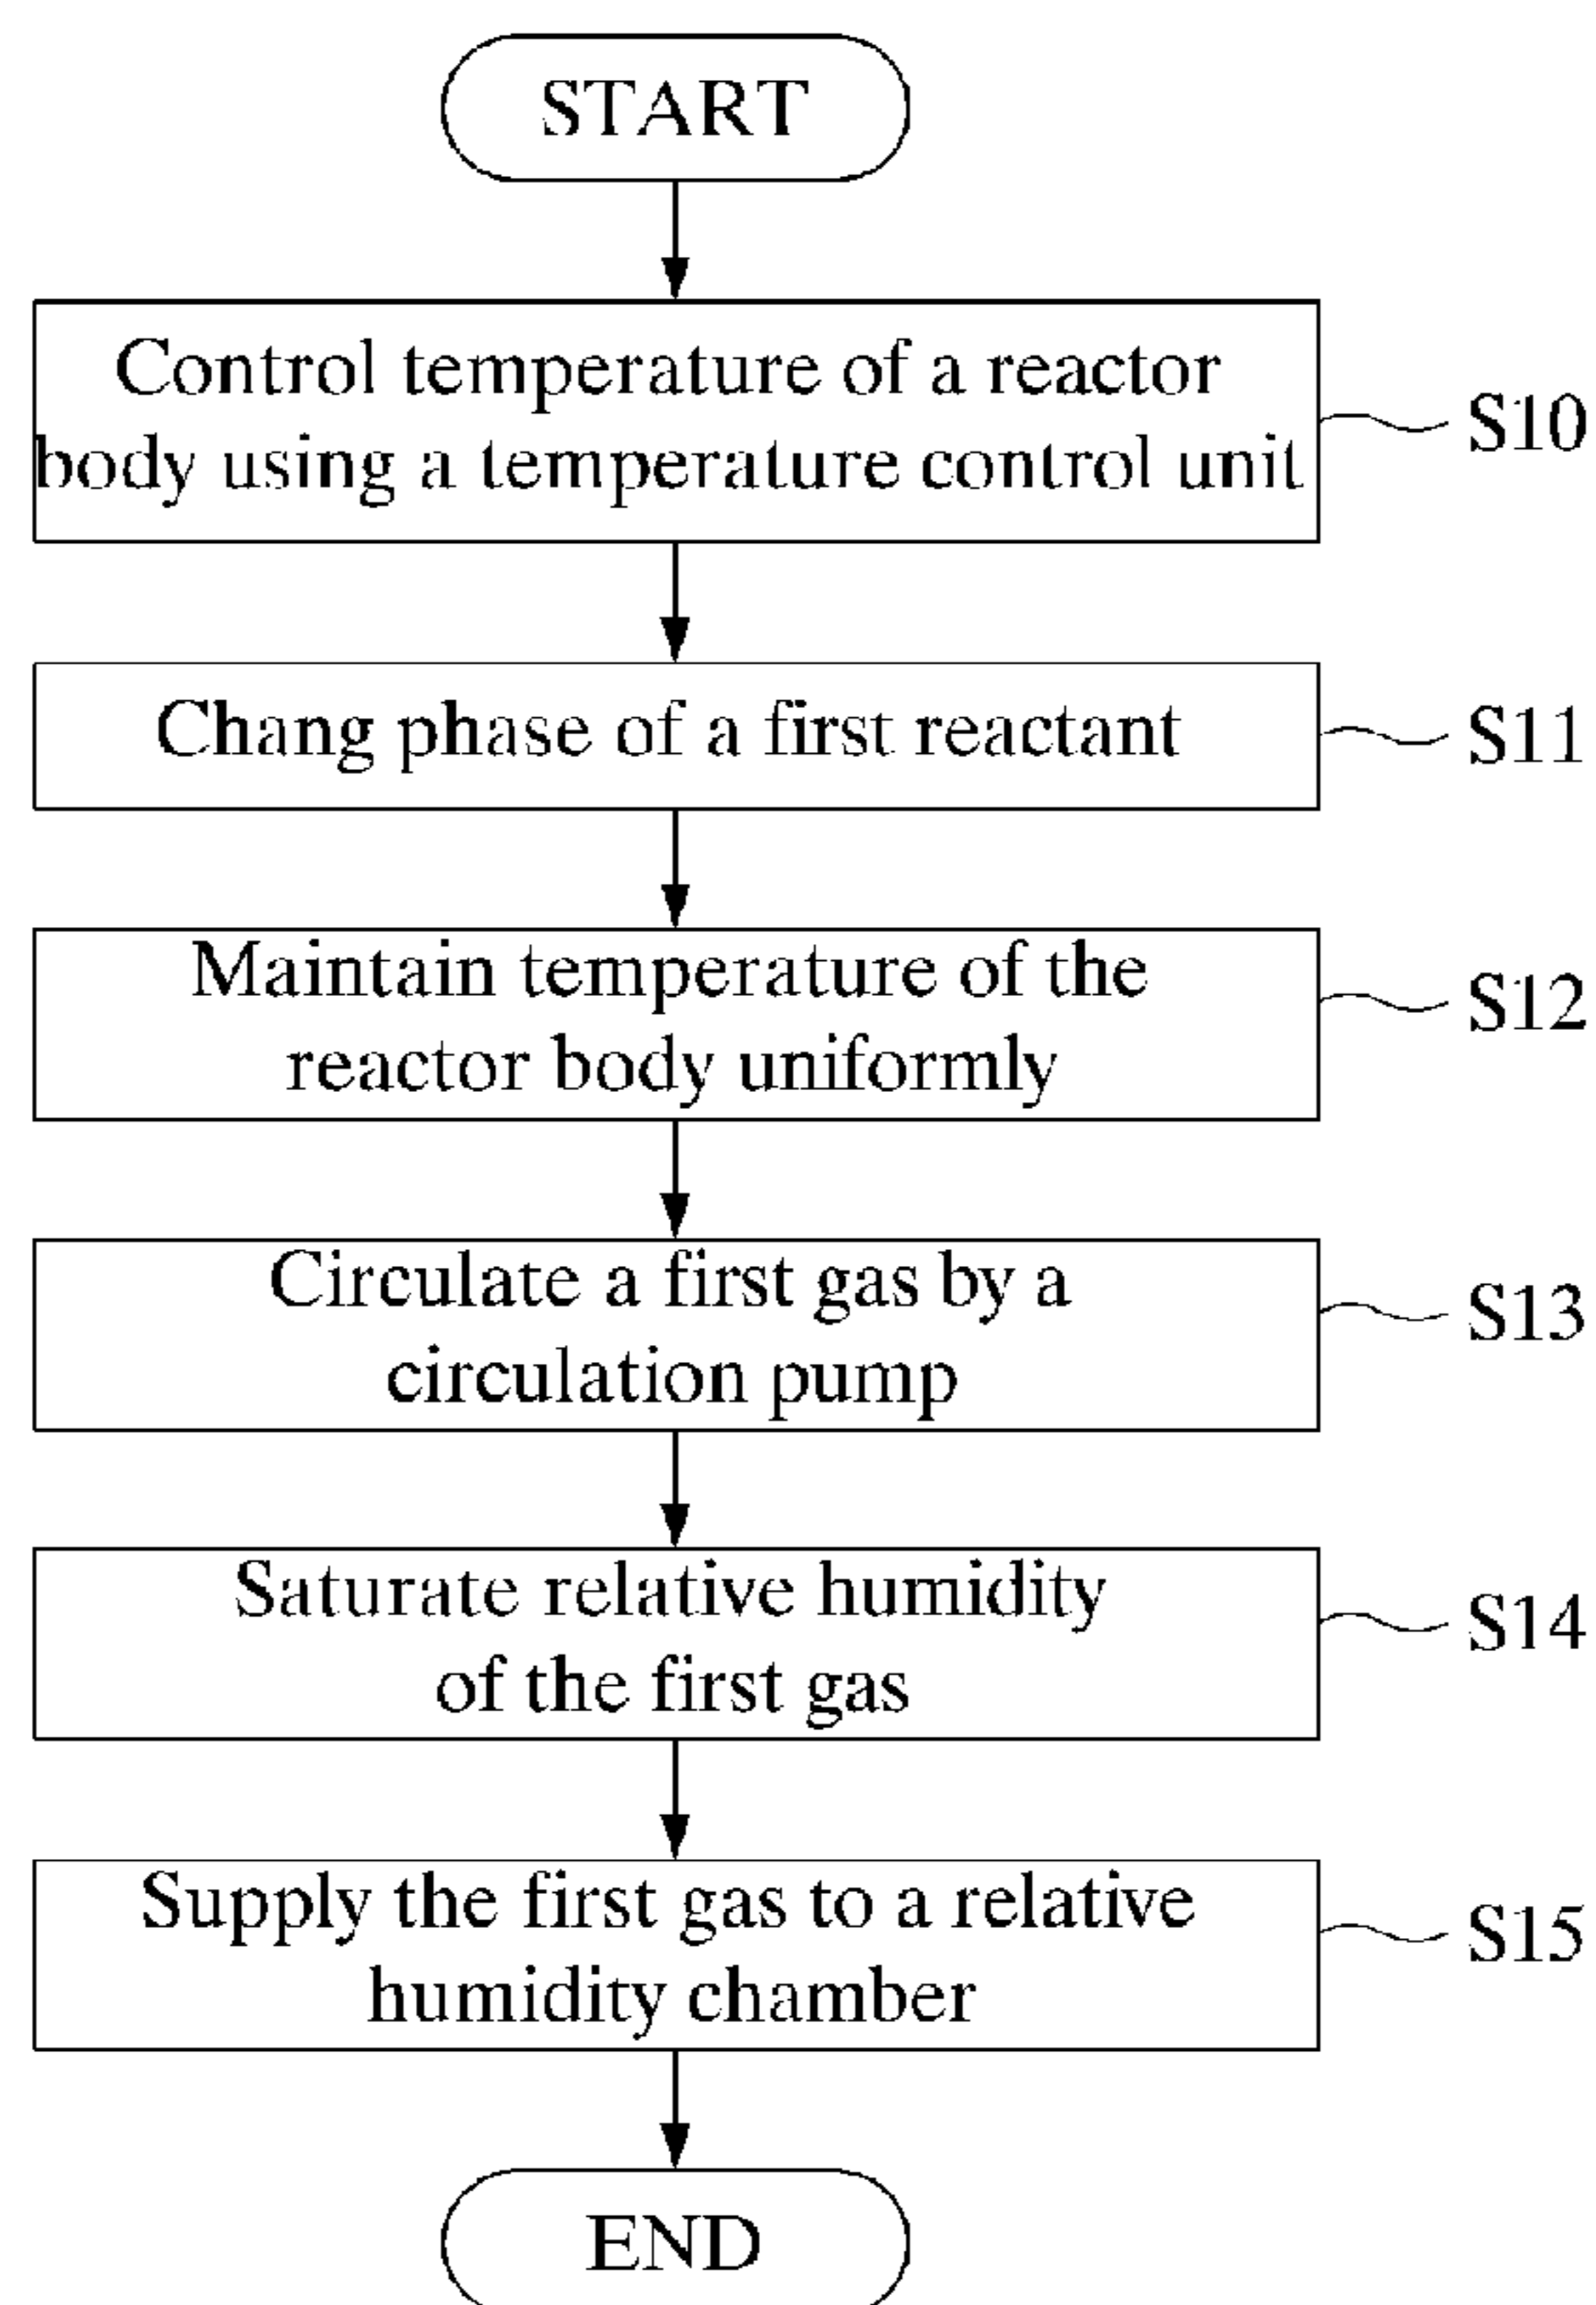 START
Control temperature of a reactor
body using a temperature control unit
S10
Chang phase of a first reactant
S11
Maintain temperature of the
reactor body uniformly
S12
Circulate a first gas by a
circulation pump
S13
Saturate relative humidity
of the first gas
S14
Supply the first gas to a relative
humidity chamber
S15
END